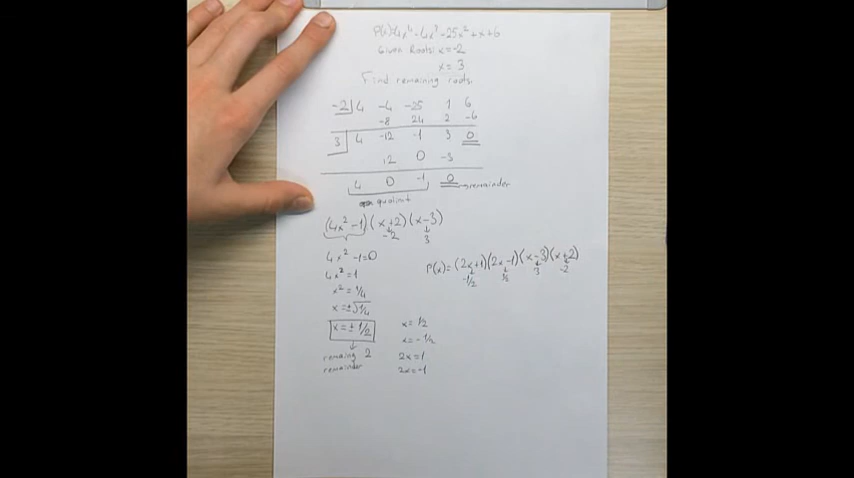 P(x)=4x⁴-4x³-25x²+x+6
Given Roots: x=-2
x= 3
Find remaining roots.
-2| 4 -4 -25 1 6
-8 24 2 -6
3| 4 -12 -1 3 0
12 0 -3
4 0 -1 0 → remainder
quotient
(4x²-1)(x+2)(x-3)
-2 3
4x²-1=0
4x²=1
x²=1/4
x=±√1/4
x=±1/2
remaing 2
remainder
x=1/2
x=-1/2
2x=1
2x=-1
P(x)=(2x+1)(2x-1)(x-3)(x+2)
-1/2 1/2 3 -2